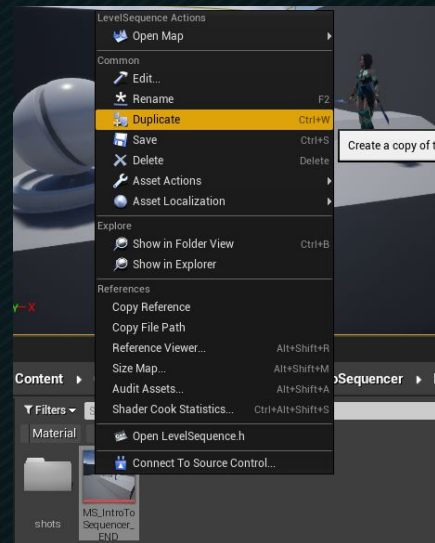 LevelSequence Actions
Open Map
Common
Edit...
Rename F2
Duplicate Ctrl+W
Create a copy of t
Save Ctrl+S
Delete Delete
Asset Actions
Asset Localization
Explore
Show in Folder View Ctrl+B
Show in Explorer
References
Copy Reference
Copy File Path
Reference Viewer... Alt+Shift+R
Size Map... Alt+Shift+M
Audit Assets... Alt+Shift+A
Shader Cook Statistics... Ctrl+Alt+Shift+S
Open LevelSequence.h
Connect To Source Control...
Y X
Content oSequencer
Filters
Material
shots
MS_IntroTo
Sequencer_
END